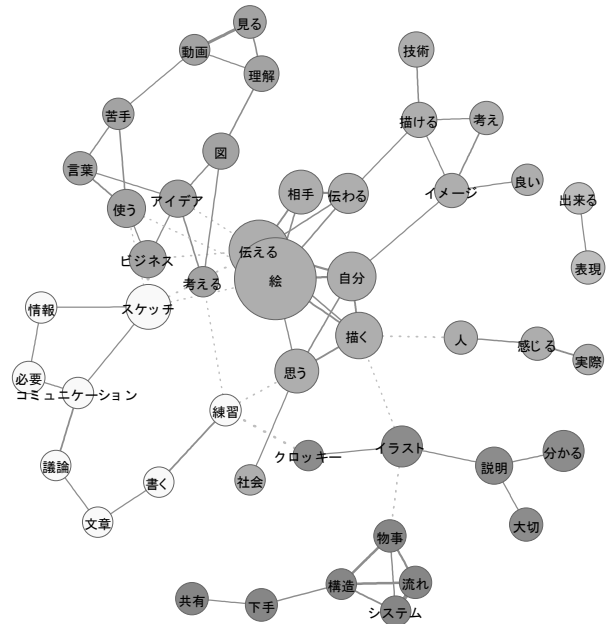 見る
動画
技術
理解
苦手
描ける
考え
図
言葉
アイデア
相手
伝わる
イメージ
良い
出来る
使う
伝える
ビジネス
表現
考える
絵
自分
情報
スケッチ
描く
人
感じる
実際
必要
コミュニケーション
思う
練習
議論
クロッキー
イラスト
説明
分かる
書く
社会
文章
大切
物事
構造
流れ
共有
下手
システム